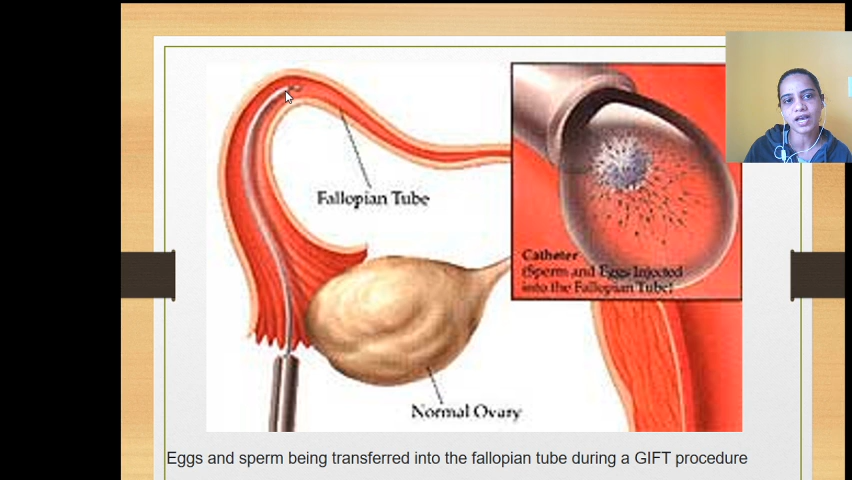 Fallopian Tube
Catheter
(Sperm and Eggs Injected
into the Fallopian Tube)
Normal Ovary
Eggs and sperm being transferred into the fallopian tube during a GIFT procedure